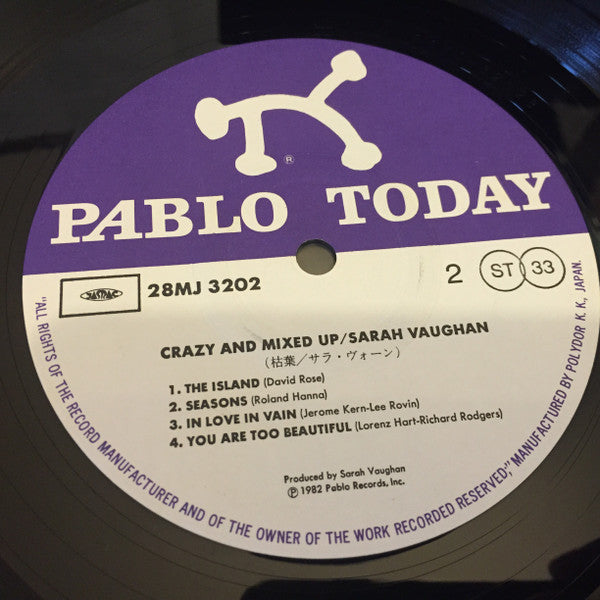 ®
PABLO TODAY
JASRAC
28MJ 3202
2
ST
33
CRAZY AND MIXED UP/SARAH VAUGHAN
(枯葉/サラ・ヴォーン)
1. THE ISLAND (David Rose)
2. SEASONS (Roland Hanna)
3. IN LOVE IN VAIN (Jerome Kern-Lee Rovin)
4. YOU ARE TOO BEAUTIFUL (Lorenz Hart-Richard Rodgers)
Produced by Sarah Vaughan
℗ 1982 Pablo Records, Inc.
"ALL RIGHTS OF THE RECORD MANUFACTURER AND OF THE OWNER OF THE WORK RECORDED RESERVED," MANUFACTURED BY POLYDOR K. K., JAPAN.